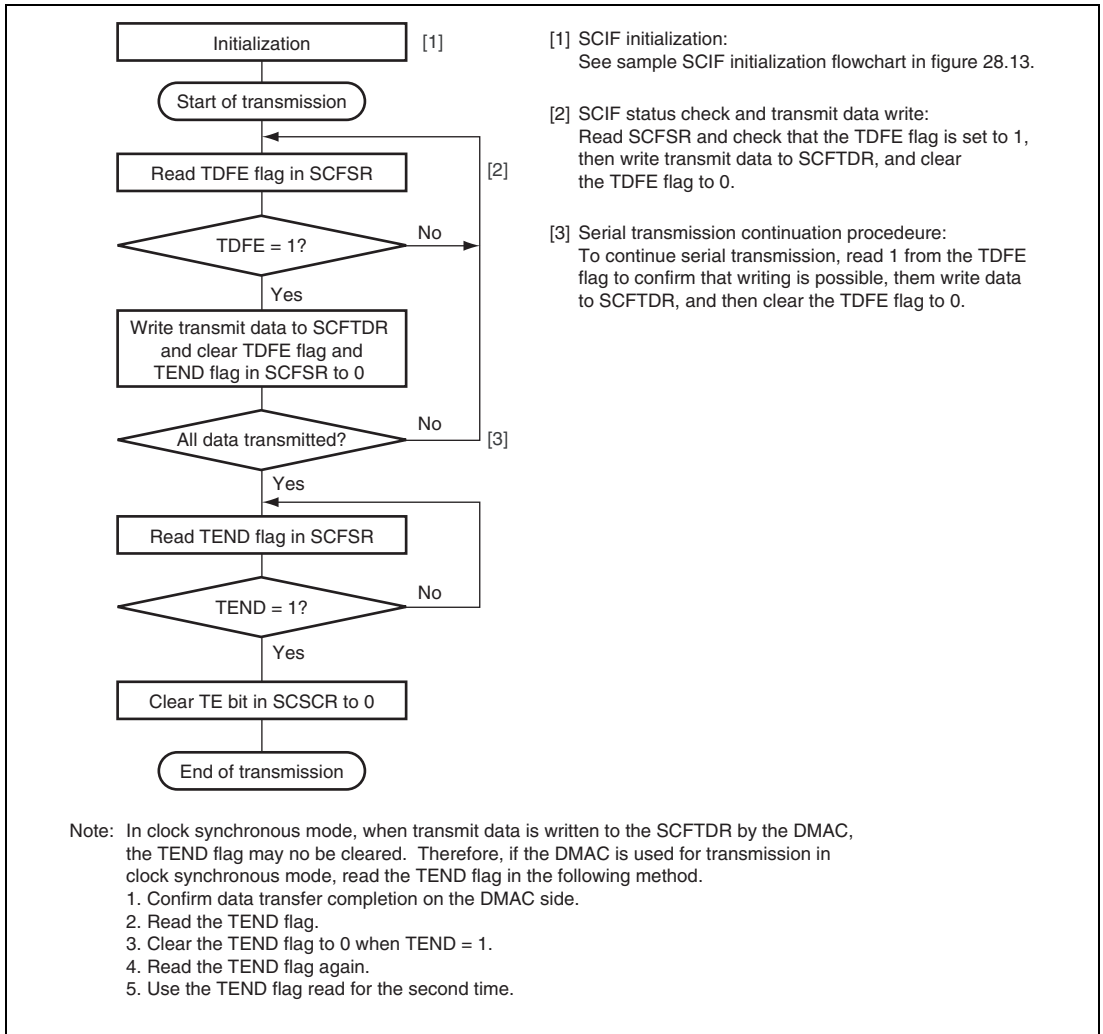 Initialization
[1]
Start of transmission
Read TDFE flag in SCFSR
[2]
TDFE = 1?
No
Yes
Write transmit data to SCFTDR
and clear TDFE flag and
TEND flag in SCFSR to 0
All data transmitted?
No
[3]
Yes
Read TEND flag in SCFSR
TEND = 1?
No
Yes
Clear TE bit in SCSCR to 0
End of transmission
[1] SCIF initialization:
See sample SCIF initialization flowchart in figure 28.13.
[2] SCIF status check and transmit data write:
Read SCFSR and check that the TDFE flag is set to 1,
then write transmit data to SCFTDR, and clear
the TDFE flag to 0.
[3] Serial transmission continuation procedeure:
To continue serial transmission, read 1 from the TDFE
flag to confirm that writing is possible, them write data
to SCFTDR, and then clear the TDFE flag to 0.
Note: In clock synchronous mode, when transmit data is written to the SCFTDR by the DMAC,
the TEND flag may no be cleared. Therefore, if the DMAC is used for transmission in
clock synchronous mode, read the TEND flag in the following method.
1. Confirm data transfer completion on the DMAC side.
2. Read the TEND flag.
3. Clear the TEND flag to 0 when TEND = 1.
4. Read the TEND flag again.
5. Use the TEND flag read for the second time.